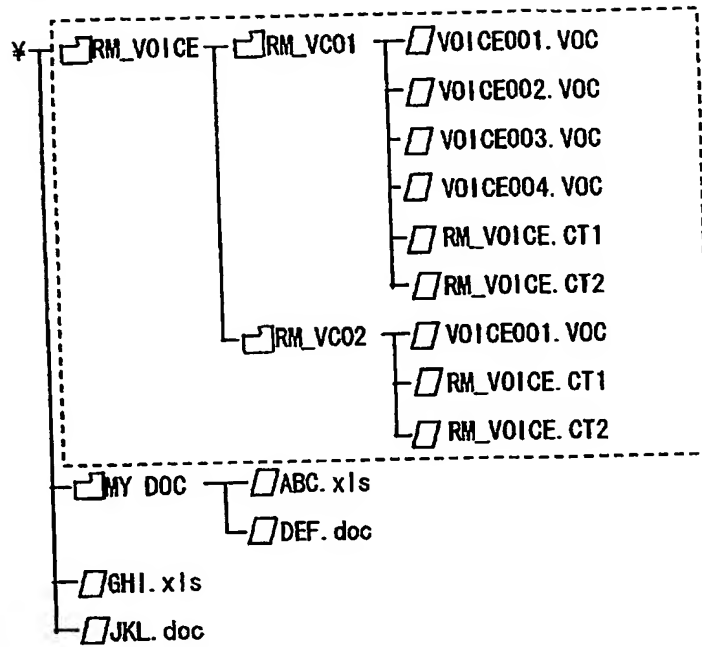 ¥ RM_VOICE RM_VC01 VOICE001.VOC
VOICE002.VOC
VOICE003.VOC
VOICE004.VOC
RM_VOICE.CT1
RM_VOICE.CT2
RM_VC02 VOICE001.VOC
RM_VOICE.CT1
RM_VOICE.CT2
MY DOC ABC.xls
DEF.doc
GHI.xls
JKL.doc